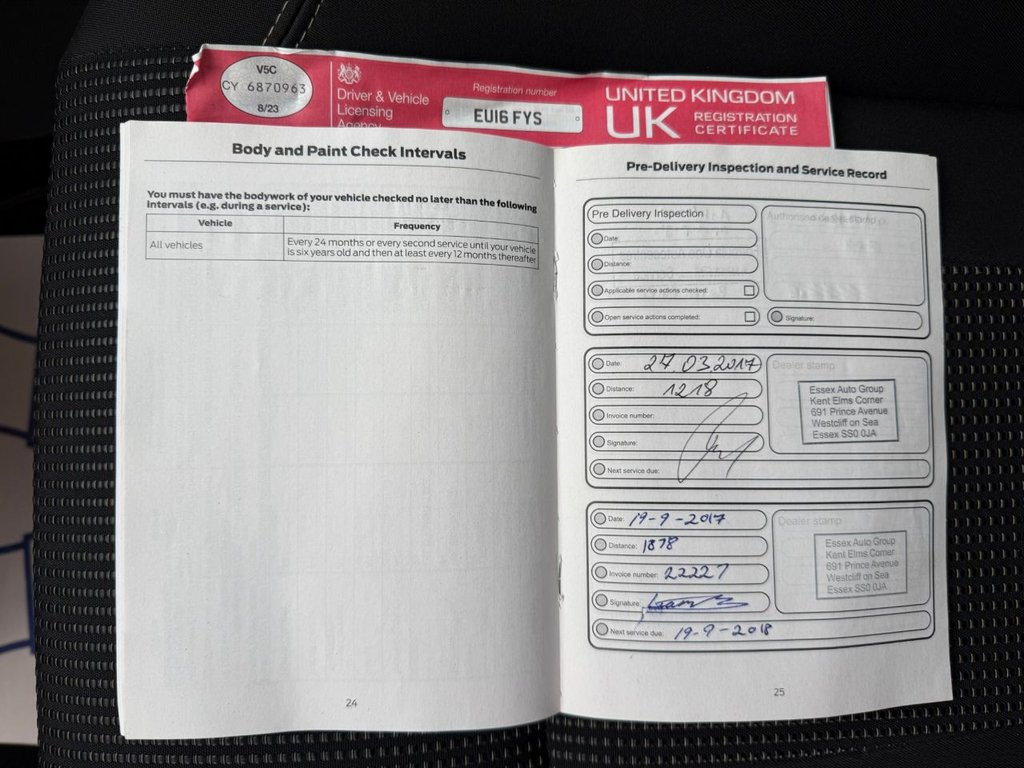 V5C
CY 6870963
8/23
Driver & Vehicle
Licensing
Agency
Registration number
EU16 FYS
UNITED KINGDOM
UK REGISTRATION
CERTIFICATE
Body and Paint Check Intervals
You must have the bodywork of your vehicle checked no later than the following
intervals (e.g. during a service):
Vehicle Frequency
All vehicles Every 24 months or every second service until your vehicle
is six years old and then at least every 12 months thereafter
24
Pre-Delivery Inspection and Service Record
Pre Delivery Inspection
Date:
Distance:
Applicable service actions checked:
Open service actions completed:
Signature:
Date: 27.03.2017
Distance: 1218
Invoice number:
Signature:
Next service due:
Dealer stamp
Essex Auto Group
Kent Elms Corner
691 Prince Avenue
Westcliff on Sea
Essex SS0 0JA
Date: 19-9-2017
Distance: 1878
Invoice number: 22227
Signature:
Next service due: 19-9-2018
Dealer stamp
Essex Auto Group
Kent Elms Corner
691 Prince Avenue
Westcliff on Sea
Essex SS0 0JA
25